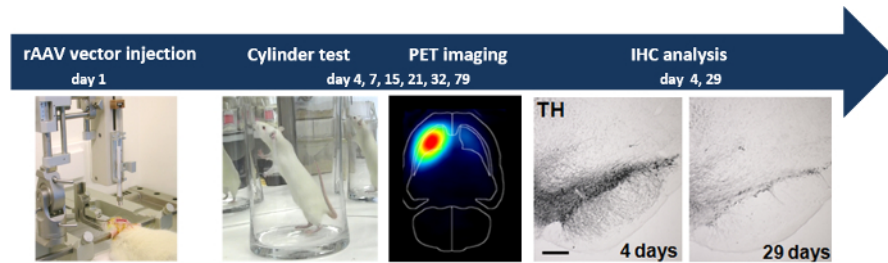 rAAV vector injection
day 1
Cylinder test
PET imaging
day 4, 7, 15, 21, 32, 79
IHC analysis
day 4, 29
TH
4 days
29 days